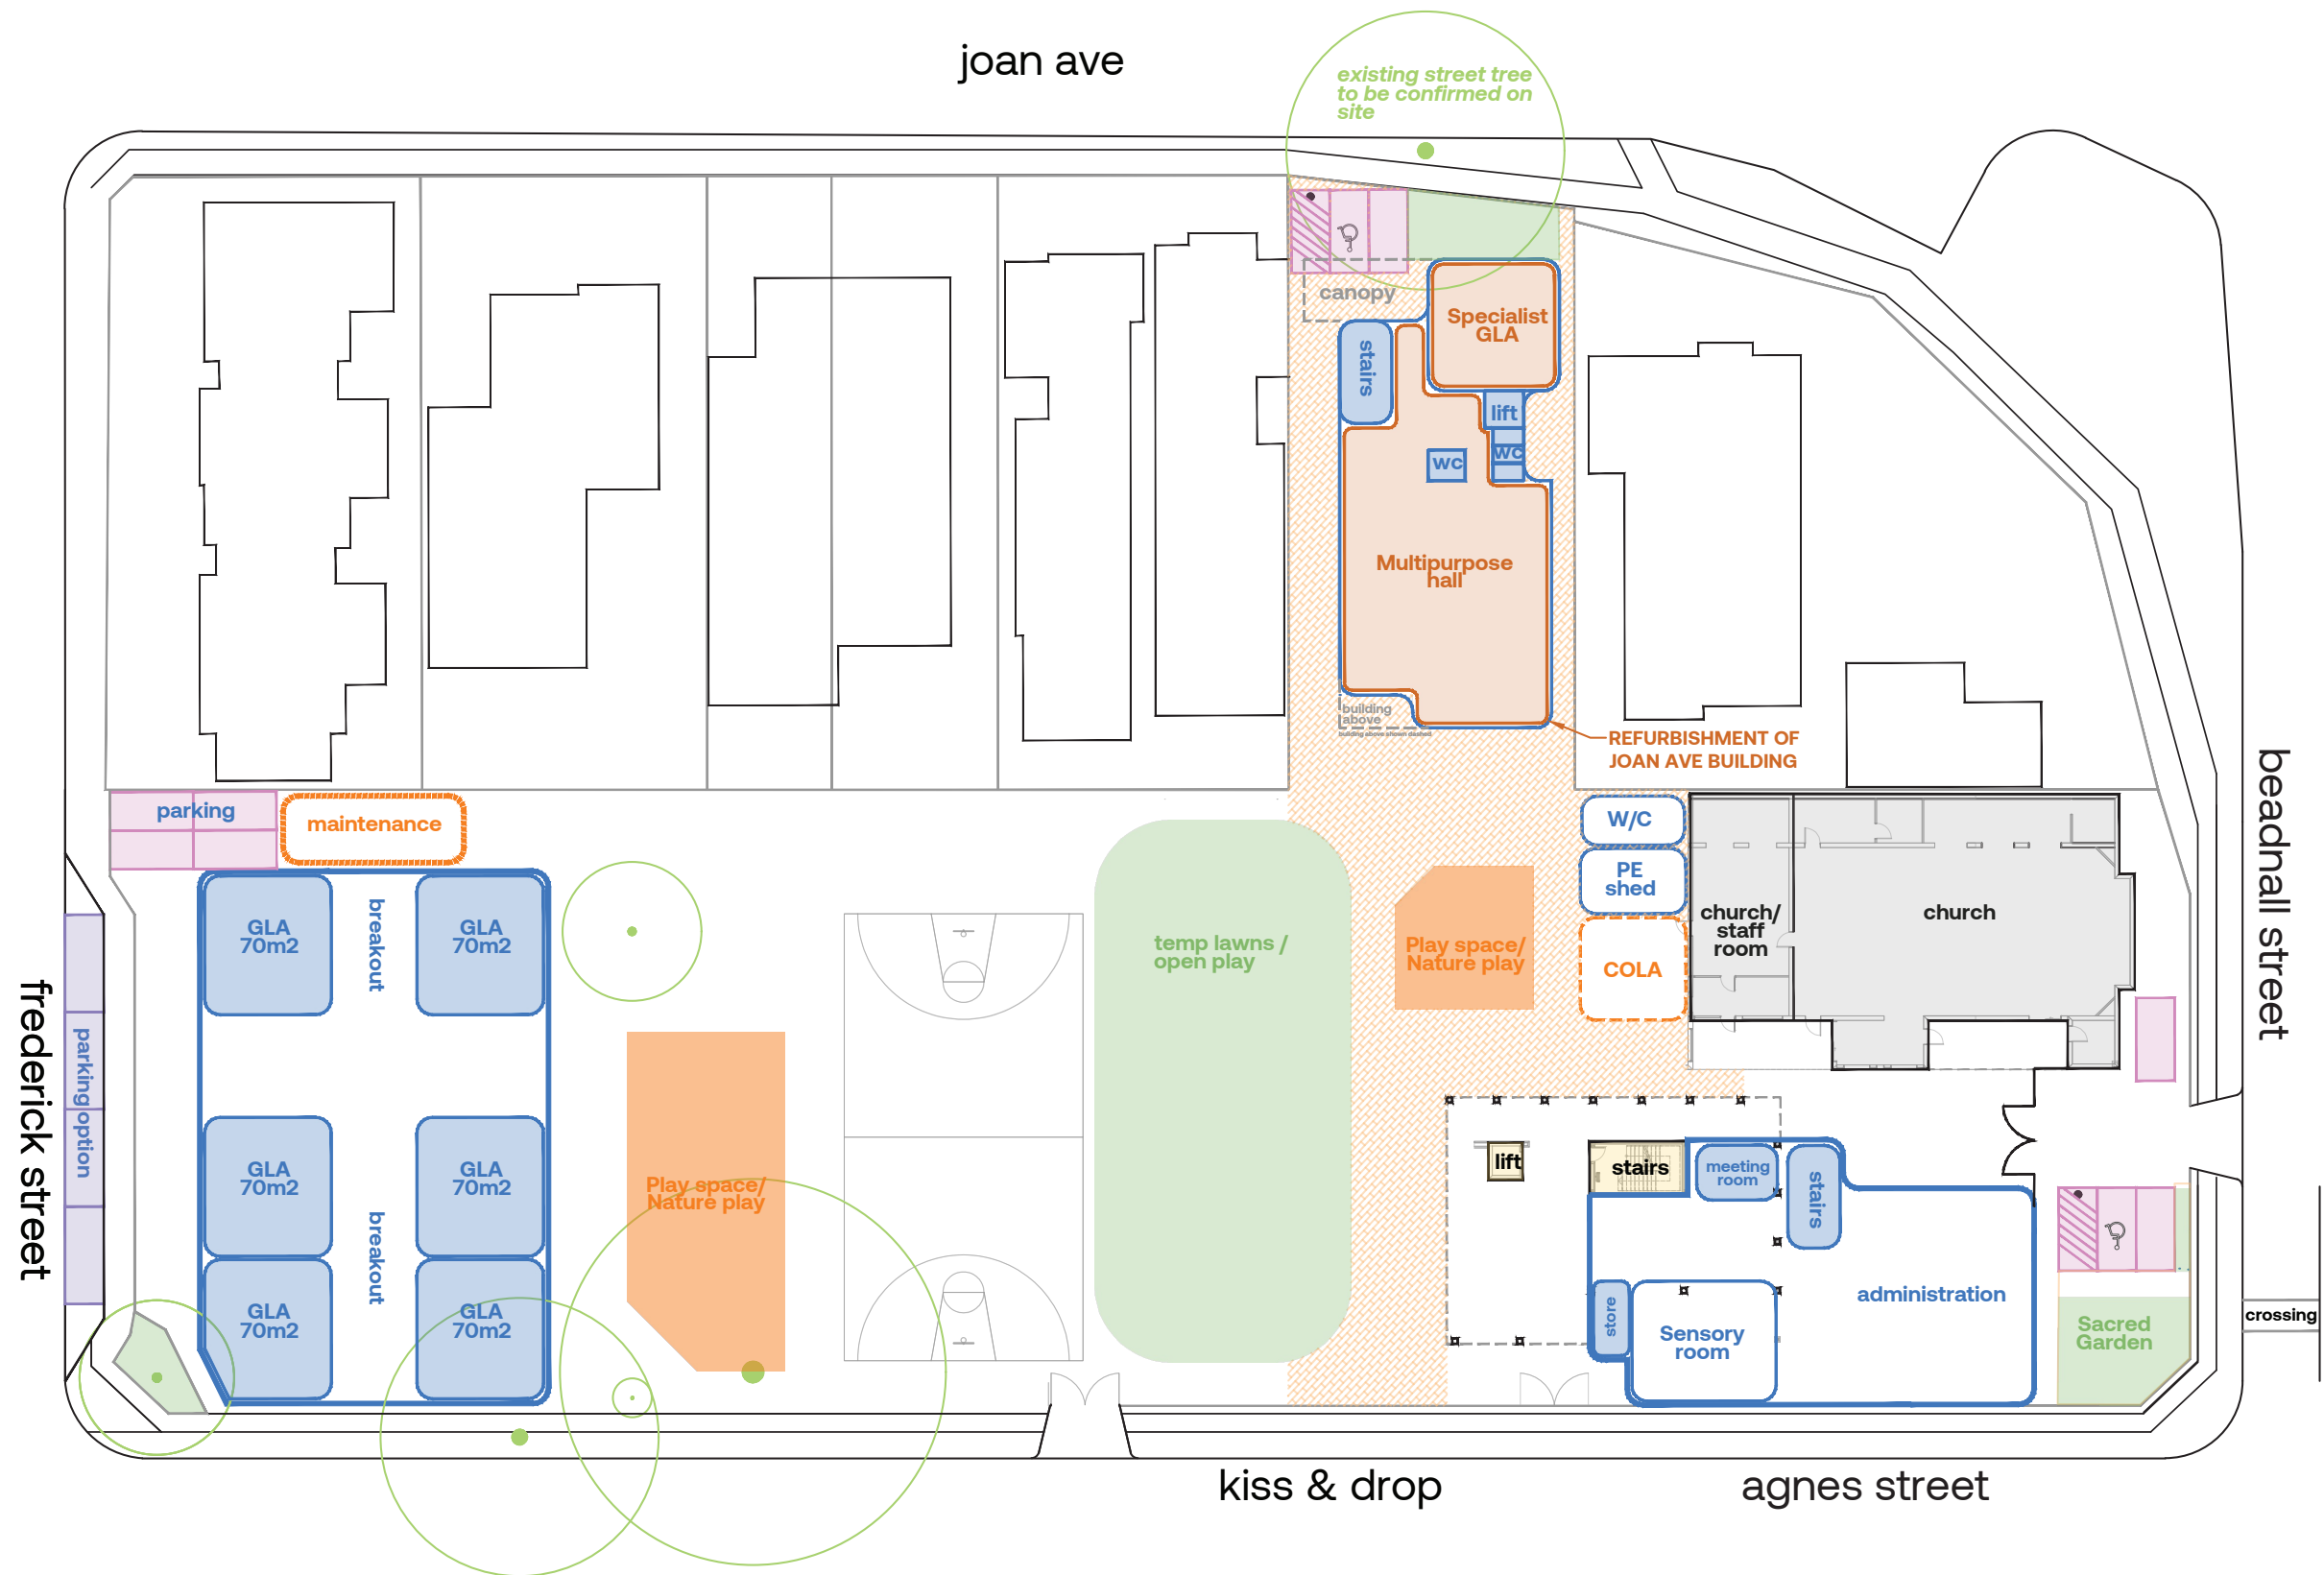 joan ave
existing street tree
to be confirmed on
site
canopy
Specialist
GLA
stairs
lift
wc
wc
Multipurpose
hall
building
above
building above shown dashed
REFURBISHMENT OF
JOAN AVE BUILDING
parking
maintenance
W/C
PE
shed
COLA
church/
staff
room
church
beadnall street
GLA
70m2
breakout
GLA
70m2
temp lawns /
open play
Play space/
Nature play
frederick street
parking option
GLA
70m2
GLA
70m2
Play space/
Nature play
breakout
GLA
70m2
GLA
70m2
lift
stairs
meeting
room
stairs
store
Sensory
room
administration
Sacred
Garden
crossing
kiss & drop
agnes street